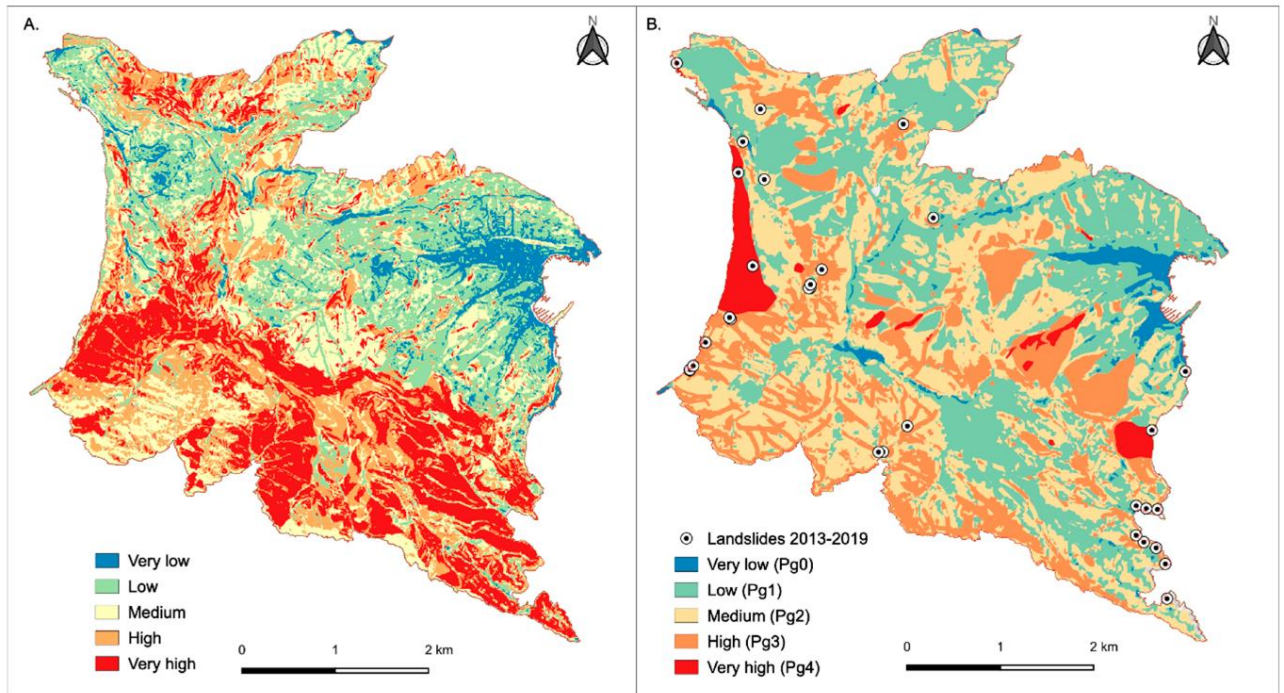 A.
N
Very low
Low
Medium
High
Very high
0 1 2 km
B.
N
Landslides 2013-2019
Very low (Pg0)
Low (Pg1)
Medium (Pg2)
High (Pg3)
Very high (Pg4)
0 1 2 km